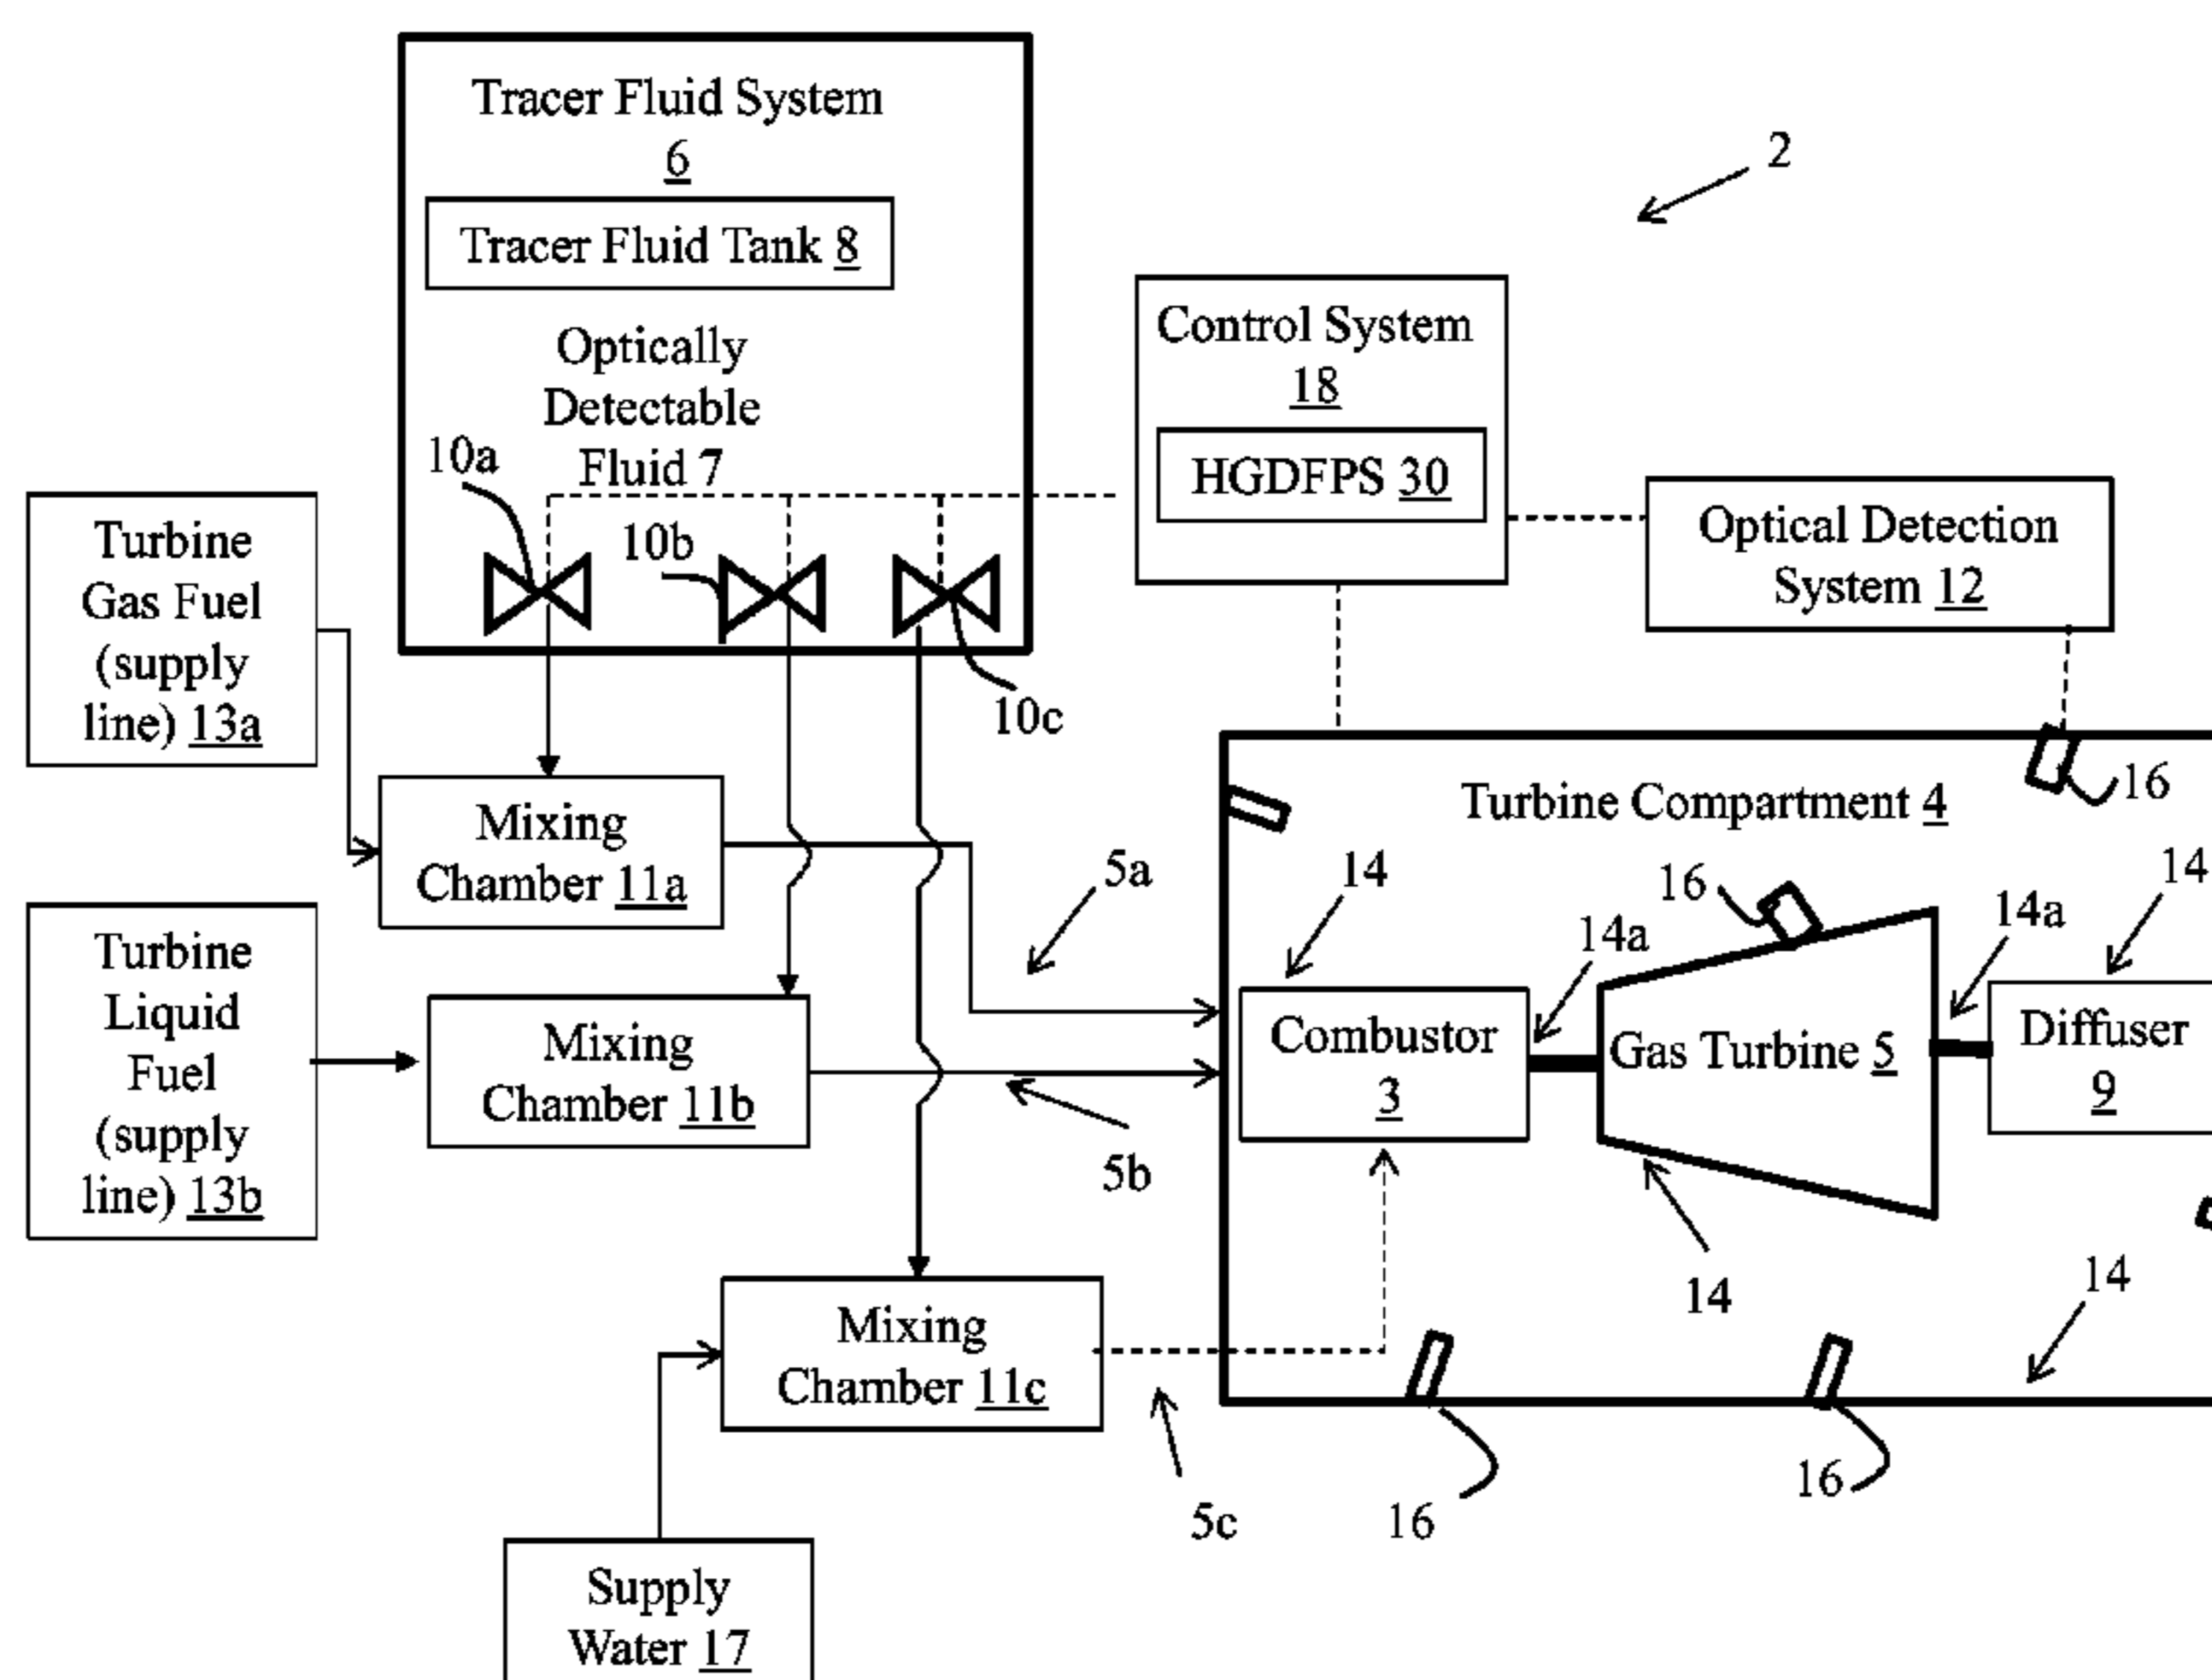 Tracer Fluid System
6
Tracer Fluid Tank 8
Optically
Detectable
Fluid 7
10a
10b
10c
2
Control System
18
HGDFPS 30
Optical Detection
System 12
Turbine
Gas Fuel
(supply
line) 13a
Turbine
Liquid
Fuel
(supply
line) 13b
Mixing
Chamber 11a
Mixing
Chamber 11b
Mixing
Chamber 11c
Supply
Water 17
5a
5b
5c
Turbine Compartment 4
16
14
16
14a
14a
14
Combustor
3
Gas Turbine 5
Diffuser
9
14
14
16
16